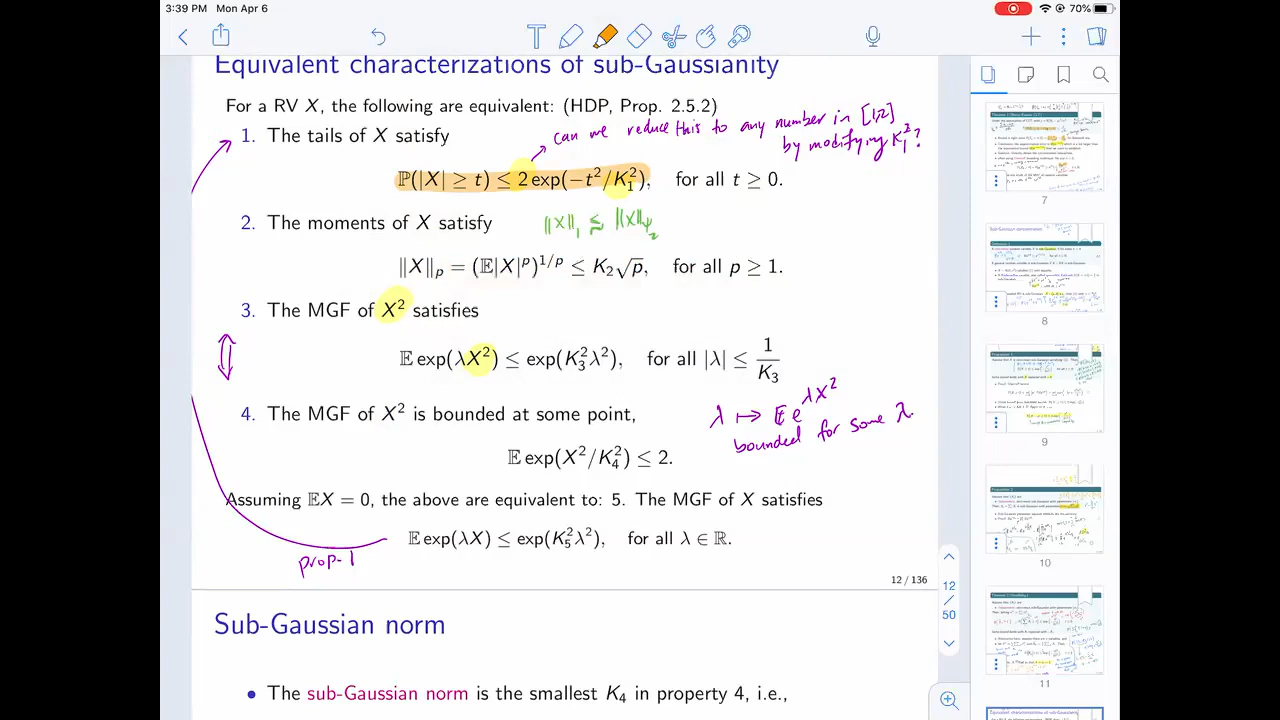 3:39 PM Mon Apr 6
70%
Equivalent characterizations of sub-Gaussianity
For a RV X, the following are equivalent: (HDP, Prop. 2.5.2)
can we reduce this to any number in [1,2]
by modifying K₁²?
1. The tails of X satisfy
ℙ(|X| ≥ t) ≤ 2 exp(−t²/K₁²), for all t ≥ 0.
2. The moments of X satisfy
‖X‖₁ ≲ ‖X‖ψ₂
‖X‖ₚ = (𝔼|X|ᵖ)^{1/p} ≤ K₂√p, for all p ≥ 1.
3. The MGF of X² satisfies
𝔼 exp(λX²) ≤ exp(K₃²λ²), for all |λ| ≤ 1/K₃
4. The MGF of X² is bounded at some point,
λ ↦ 𝔼 e^{λX²}
bounded for some λ.
𝔼 exp(X²/K₄²) ≤ 2.
Assume 𝔼X = 0, the above are equivalent to: 5. The MGF of X satisfies
𝔼 exp(λX) ≤ exp(K₅²λ²), for all λ ∈ ℝ.
prop-1
12 / 136
Sub-Gaussian norm
• The sub-Gaussian norm is the smallest K₄ in property 4, i.e.,
7
8
9
10
11
12
50